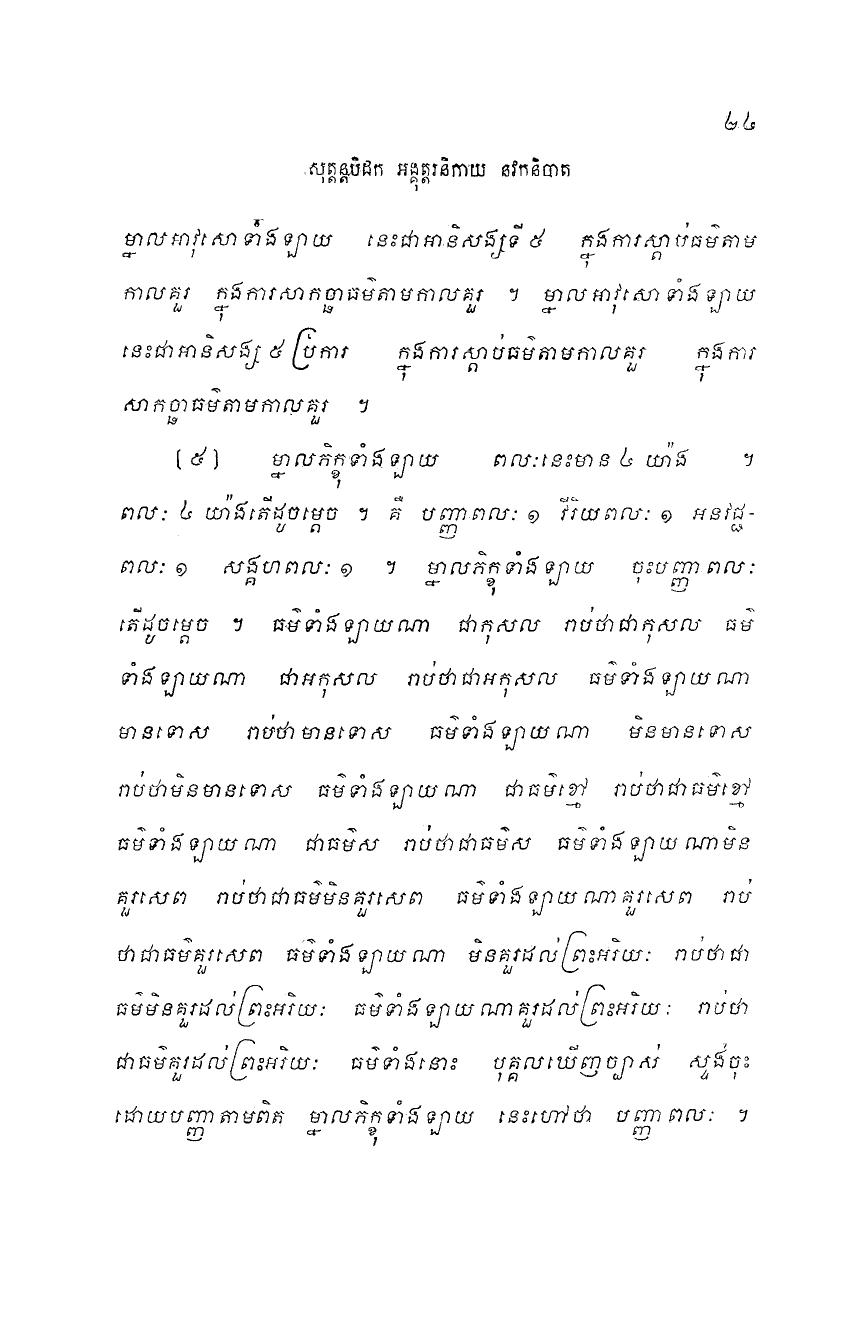 ២៤
សុត្តន្តបិដក អង្គុត្តរនិកាយ នវកនិបាត
ម្នាលអាវុសោទាំងឡាយ នេះជាអានិសង្សទី ៥ ក្នុងការស្តាប់ធម៌តាម
កាលគួរ ក្នុងការសាកច្ឆាធម៌តាមកាលគួរ ។ ម្នាលអាវុសោទាំងឡាយ
នេះជាអានិសង្ស ៥ ប្រការ ក្នុងការស្តាប់ធម៌តាមកាលគួរ ក្នុងការ
សាកច្ឆាធម៌តាមកាលគួរ ។
(៥) ម្នាលភិក្ខុទាំងឡាយ ពលៈនេះមាន ៤ យ៉ាង ។
ពលៈ ៤ យ៉ាងតើដូចម្តេច ។ គឺ បញ្ញាពលៈ ១ វីរិយពលៈ ១ អនវជ្ជ-
ពលៈ ១ សង្គហពលៈ ១ ។ ម្នាលភិក្ខុទាំងឡាយ ចុះបញ្ញាពលៈ
តើដូចម្តេច ។ ធម៌ទាំងឡាយណា ជាកុសល រាប់ថាជាកុសល ធម៌
ទាំងឡាយណា ជាអកុសល រាប់ថាជាអកុសល ធម៌ទាំងឡាយណា
មានទោស រាប់ថាមានទោស ធម៌ទាំងឡាយណា មិនមានទោស
រាប់ថាមិនមានទោស ធម៌ទាំងឡាយណា ជាធម៌ខ្មៅ រាប់ថាជាធម៌ខ្មៅ
ធម៌ទាំងឡាយណា ជាធម៌ស រាប់ថាជាធម៌ស ធម៌ទាំងឡាយណាមិន
គួរសេព រាប់ថាជាធម៌មិនគួរសេព ធម៌ទាំងឡាយណាគួរសេព រាប់
ថាជាធម៌គួរសេព ធម៌ទាំងឡាយណា មិនគួរដល់ព្រះអរិយៈ រាប់ថាជា
ធម៌មិនគួរដល់ព្រះអរិយៈ ធម៌ទាំងឡាយណាគួរដល់ព្រះអរិយៈ រាប់ថា
ជាធម៌គួរដល់ព្រះអរិយៈ ធម៌ទាំងនោះ បុគ្គលឃើញច្បាស់ ស្ទង់ចុះ
ដោយបញ្ញាតាមពិត ម្នាលភិក្ខុទាំងឡាយ នេះហៅថា បញ្ញាពលៈ ។